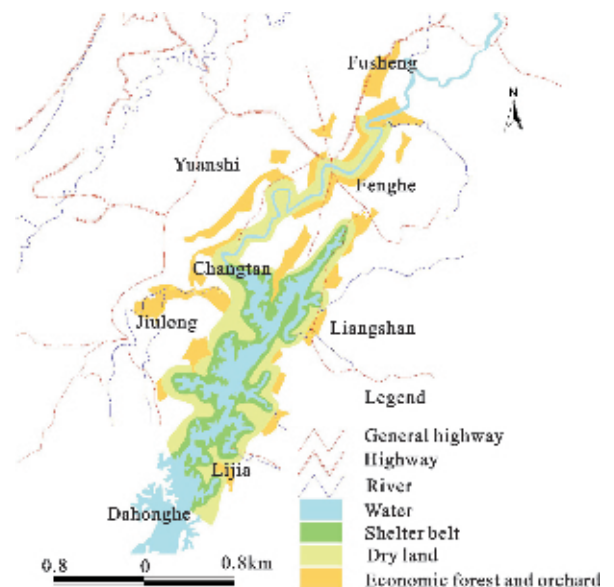 Fusheng
N
Yuanshi
Fenghe
Changtan
Jiulong
Liangshan
Legend
General highway
Highway
River
Lijia
Water
Shelter belt
Dahonghe
Dry land
0.8 0 0.8km
Economic forest and orchard